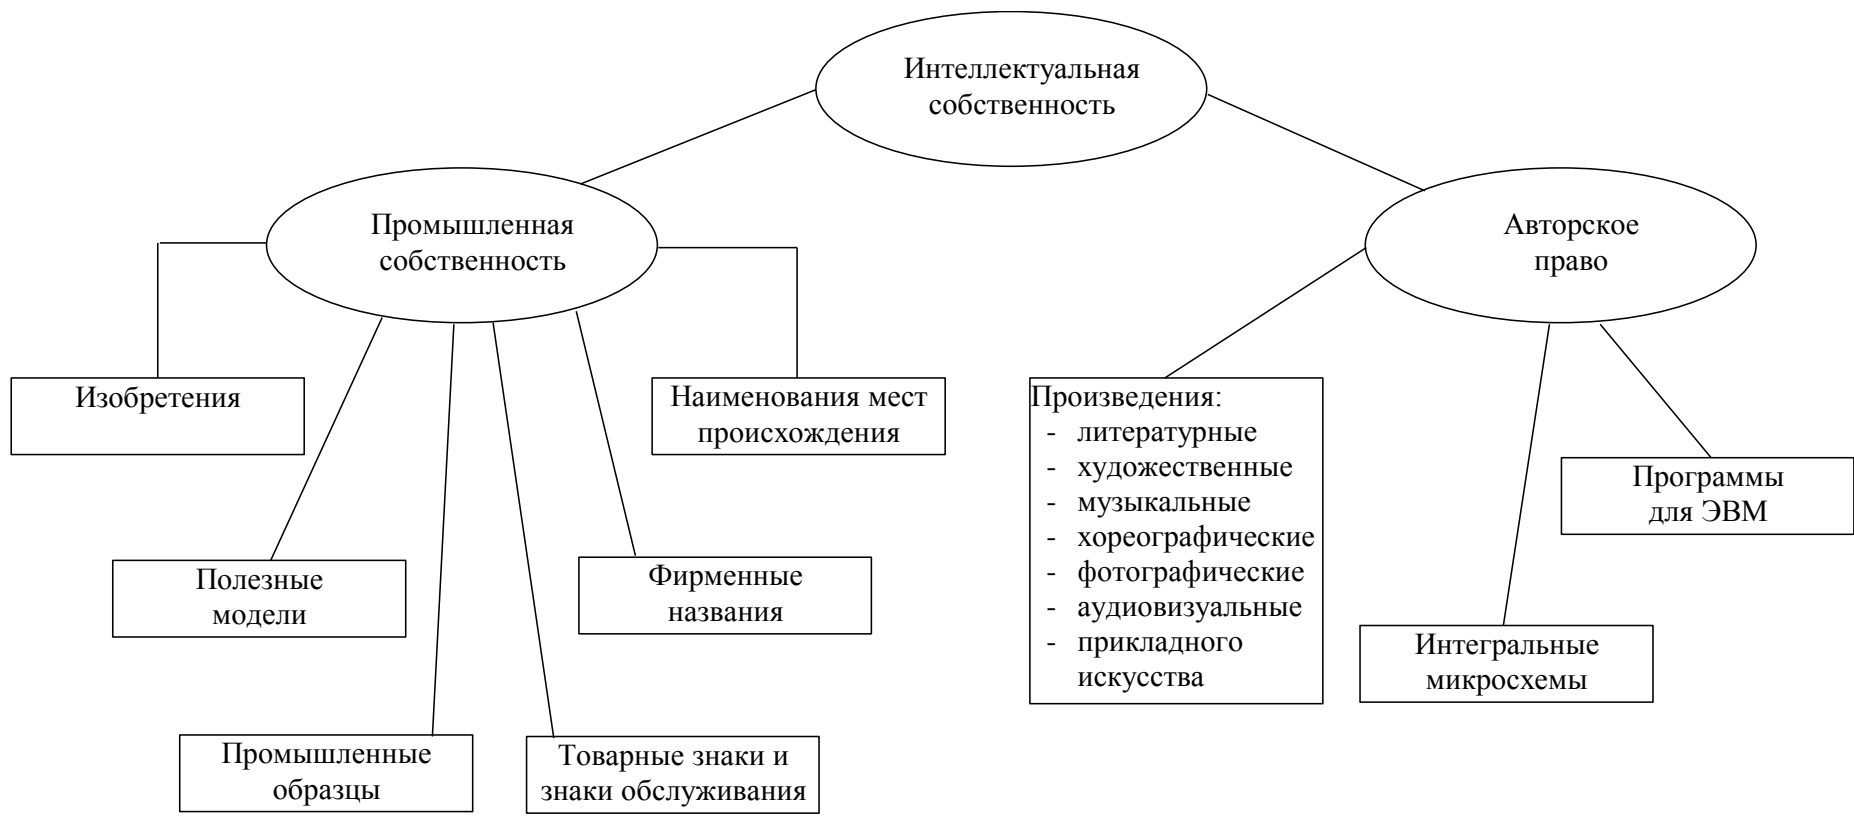 Интеллектуальная
собственность
Промышленная
собственность
Авторское
право
Изобретения
Наименования мест
происхождения
Произведения:
- литературные
- художественные
- музыкальные
- хореографические
- фотографические
- аудиовизуальные
- прикладного
искусства
Программы
для ЭВМ
Полезные
модели
Фирменные
названия
Интегральные
микросхемы
Промышленные
образцы
Товарные знаки и
знаки обслуживания